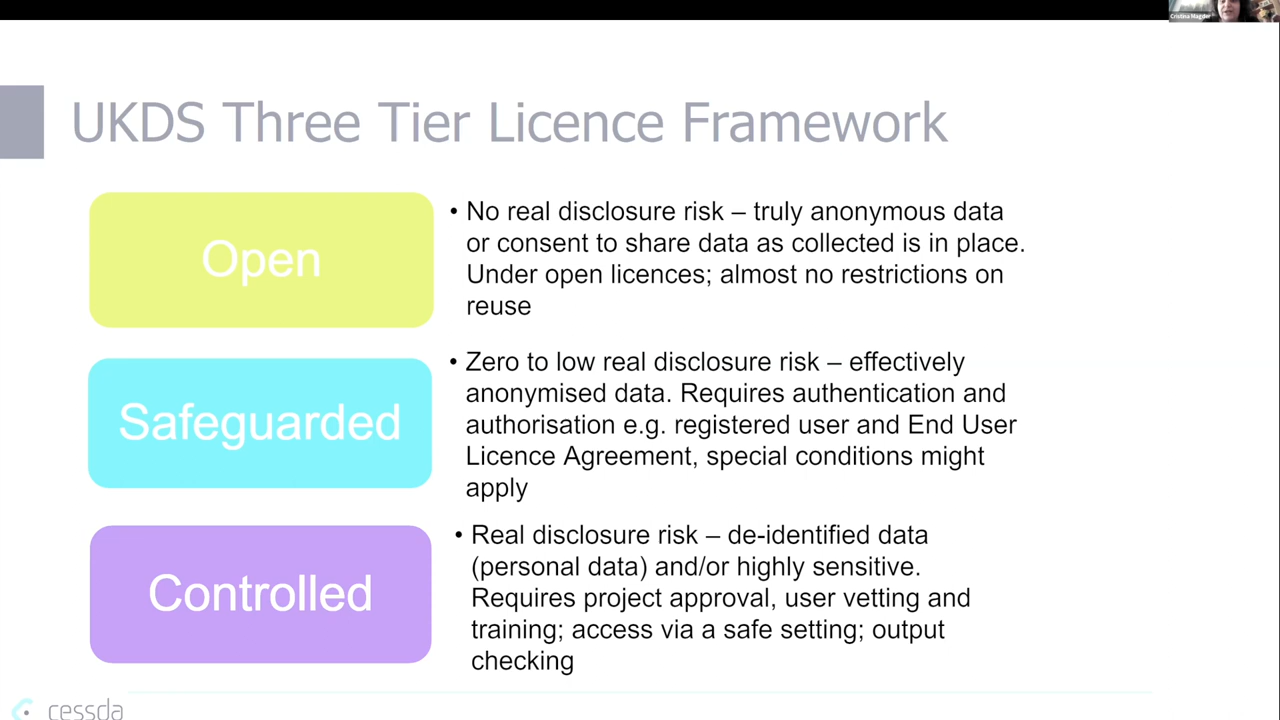 Cristina Magder
UKDS Three Tier Licence Framework
Open
• No real disclosure risk – truly anonymous data
or consent to share data as collected is in place.
Under open licences; almost no restrictions on
reuse
Safeguarded
• Zero to low real disclosure risk – effectively
anonymised data. Requires authentication and
authorisation e.g. registered user and End User
Licence Agreement, special conditions might
apply
Controlled
• Real disclosure risk – de-identified data
(personal data) and/or highly sensitive.
Requires project approval, user vetting and
training; access via a safe setting; output
checking
cessda